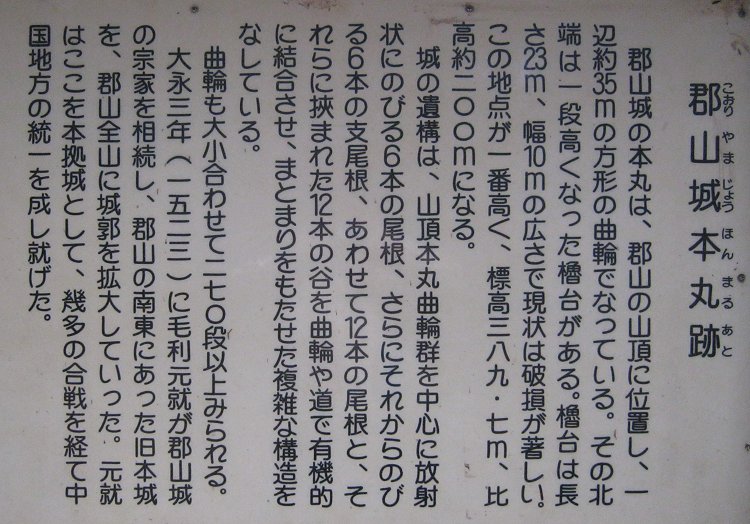 郡山城本丸跡
こおりやまじょうほんまるあと
郡山城の本丸は、郡山の山頂に位置し、一
辺約35mの方形の曲輪でなっている。その北
端は一段高くなった櫓台がある。櫓台は長
さ23m、幅10mの広さで現状は破損が著しい。
この地点が一番高く、標高三八九・七m、比
高約二〇〇mになる。
城の遺構は、山頂本丸曲輪群を中心に放射
状にのびる6本の尾根、さらにそれからのび
る6本の支尾根、あわせて12本の尾根と、そ
れらに挾まれた12本の谷を曲輪や道で有機的
に結合させ、まとまりをもたせた複雑な構造を
なしている。
曲輪も大小合わせて二七〇段以上みられる。
大永三年（一五二三）に毛利元就が郡山城
の宗家を相続し、郡山の南東にあった旧本城
を、郡山全山に城郭を拡大していった。元就
はここを本拠城として、幾多の合戦を経て中
国地方の統一を成し就げた。